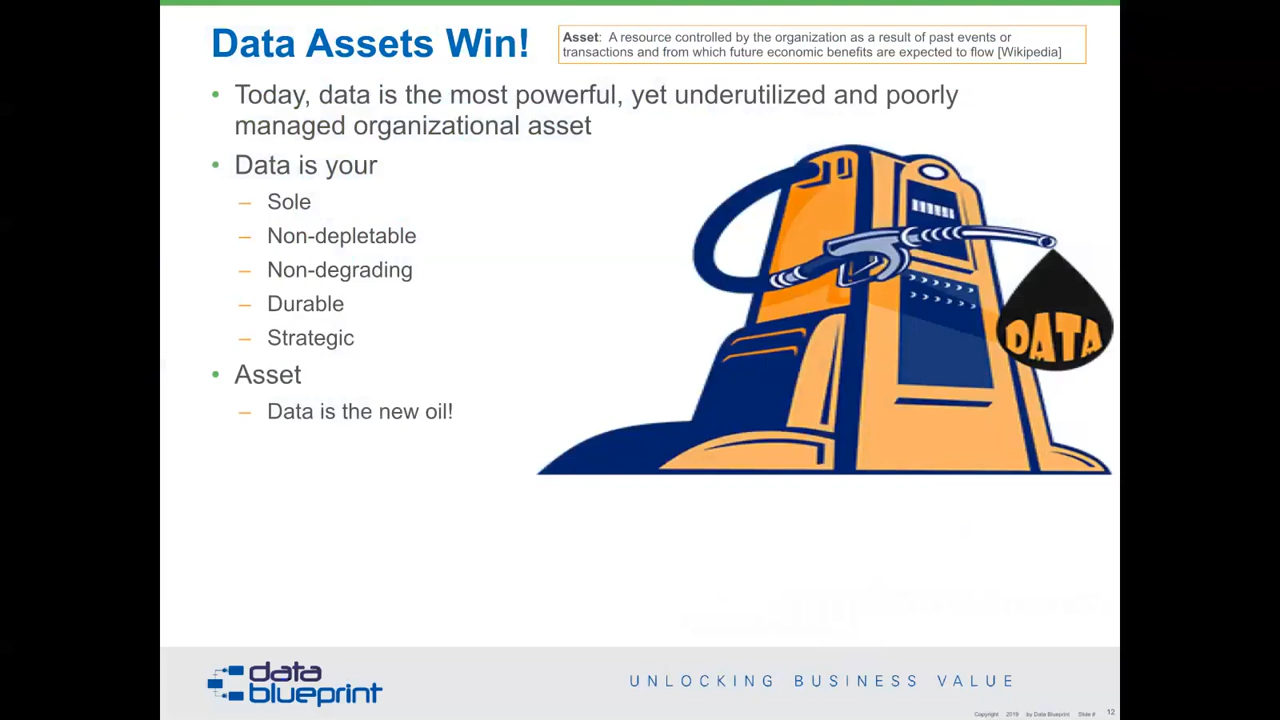 Data Assets Win!
Asset: A resource controlled by the organization as a result of past events or
transactions and from which future economic benefits are expected to flow [Wikipedia]
• Today, data is the most powerful, yet underutilized and poorly
managed organizational asset
• Data is your
– Sole
– Non-depletable
– Non-degrading
– Durable
– Strategic
• Asset
– Data is the new oil!
DATA
data
blueprint
UNLOCKING BUSINESS VALUE
Copyright 2019 by Data Blueprint Slide # 12